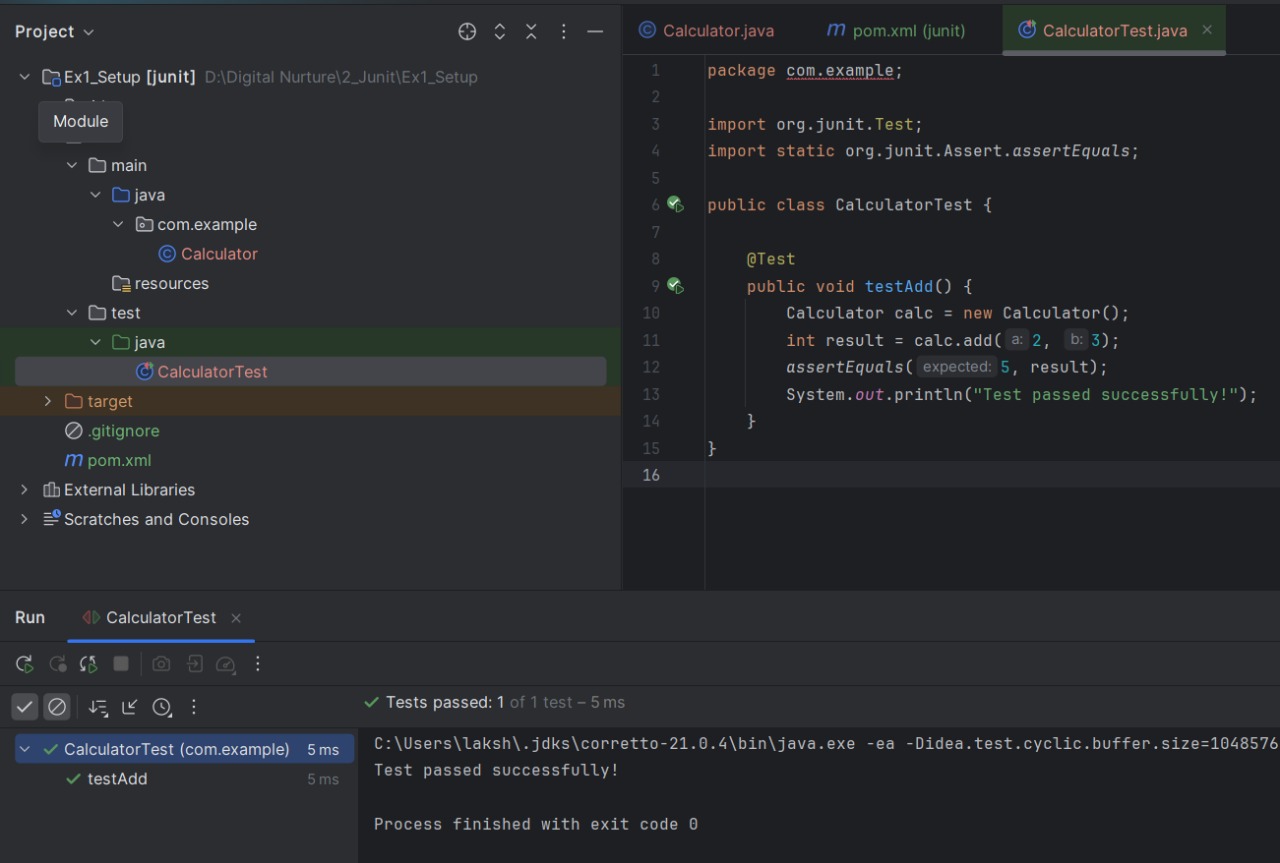 Project
Ex1_Setup [junit] D:\Digital Nurture\2_Junit\Ex1_Setup
Module
main
java
com.example
Calculator
resources
test
java
CalculatorTest
target
.gitignore
pom.xml
External Libraries
Scratches and Consoles
Calculator.java
pom.xml (junit)
CalculatorTest.java
1 package com.example;
2
3 import org.junit.Test;
4 import static org.junit.Assert.assertEquals;
5
6 public class CalculatorTest {
7
8 @Test
9 public void testAdd() {
10 Calculator calc = new Calculator();
11 int result = calc.add( a: 2, b: 3);
12 assertEquals( expected: 5, result);
13 System.out.println("Test passed successfully!");
14 }
15 }
16
Run CalculatorTest
Tests passed: 1 of 1 test – 5 ms
CalculatorTest (com.example) 5 ms
testAdd 5 ms
C:\Users\laksh\.jdks\corretto-21.0.4\bin\java.exe -ea -Didea.test.cyclic.buffer.size=1048576
Test passed successfully!
Process finished with exit code 0